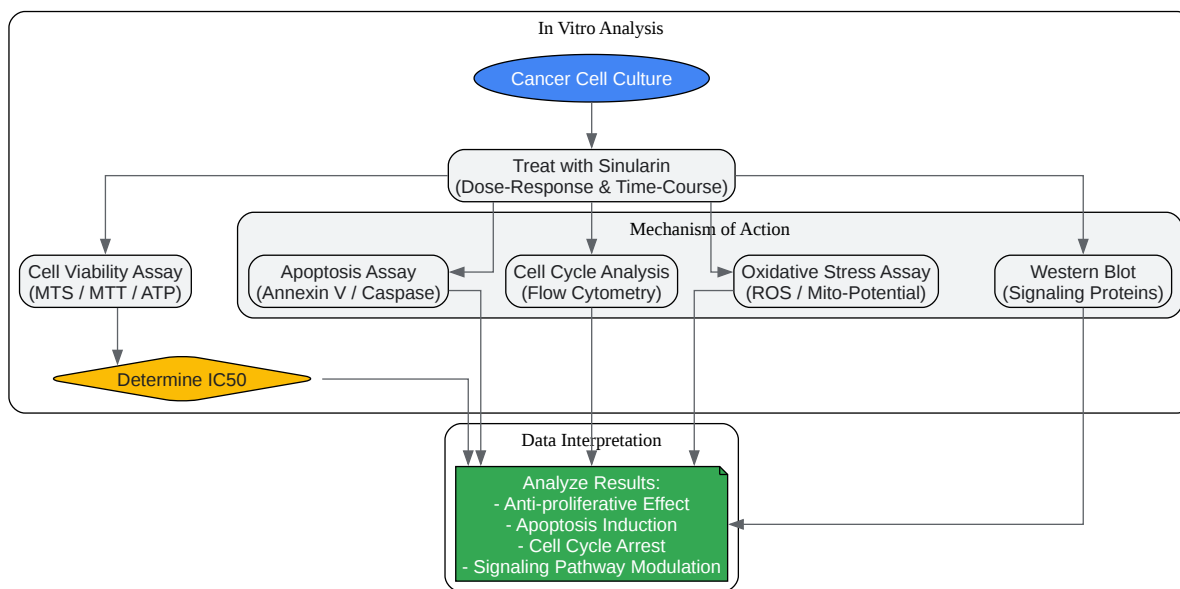 In Vitro Analysis
Cancer Cell Culture
Treat with Sinularin
(Dose-Response & Time-Course)
Mechanism of Action
Cell Viability Assay
(MTS / MTT / ATP)
Apoptosis Assay
(Annexin V / Caspase)
Cell Cycle Analysis
(Flow Cytometry)
Oxidative Stress Assay
(ROS / Mito-Potential)
Western Blot
(Signaling Proteins)
Determine IC50
Data Interpretation
Analyze Results:
- Anti-proliferative Effect
- Apoptosis Induction
- Cell Cycle Arrest
- Signaling Pathway Modulation